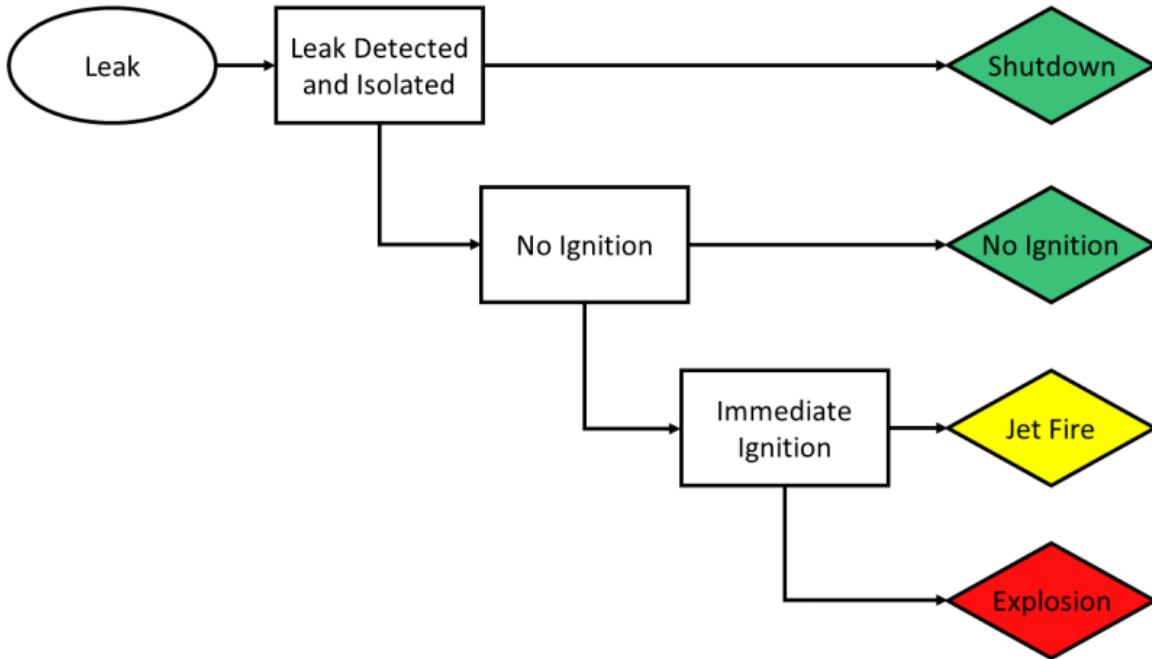 Leak
Leak Detected
and Isolated
Shutdown
No Ignition
No Ignition
Immediate
Ignition
Jet Fire
Explosion